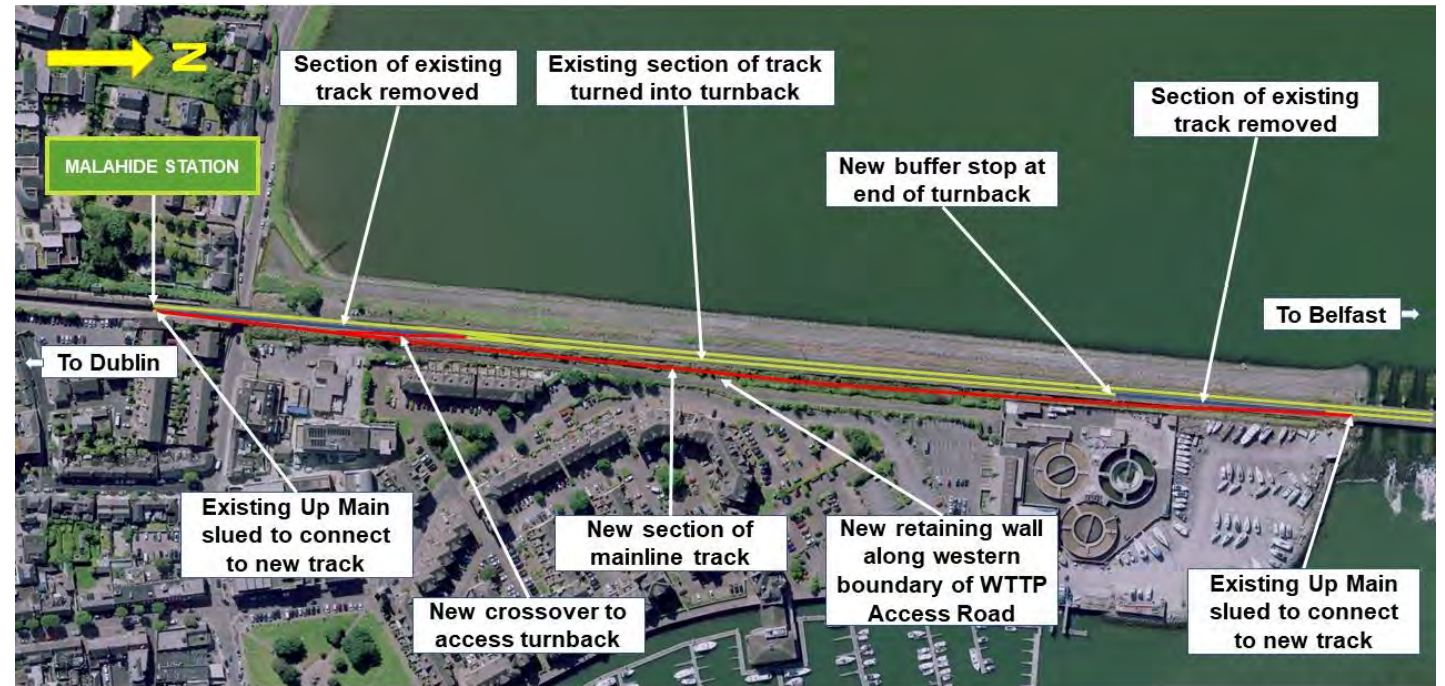 N
Section of existing
track removed
Existing section of track
turned into turnback
Section of existing
track removed
MALAHIDE STATION
New buffer stop at
end of turnback
To Belfast
To Dublin
Existing Up Main
slued to connect
to new track
New section of
mainline track
New retaining wall
along western
boundary of WTTP
Access Road
Existing Up Main
slued to connect
to new track
New crossover to
access turnback